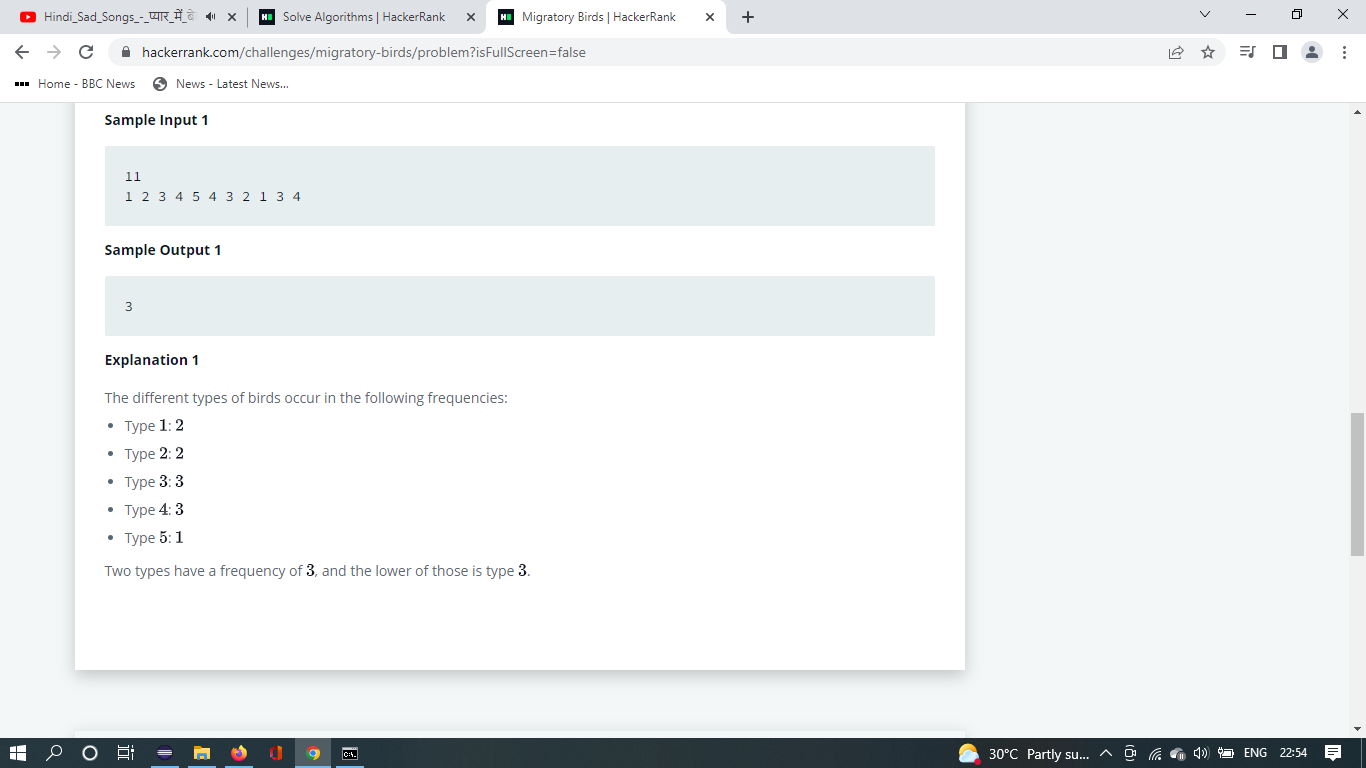 Hindi_Sad_Songs_-_प्यार_में_बे
Solve Algorithms | HackerRank
Migratory Birds | HackerRank
hackerrank.com/challenges/migratory-birds/problem?isFullScreen=false
Home - BBC News
News - Latest News...
Sample Input 1
11
1 2 3 4 5 4 3 2 1 3 4
Sample Output 1
3
Explanation 1
The different types of birds occur in the following frequencies:
• Type 1: 2
• Type 2: 2
• Type 3: 3
• Type 4: 3
• Type 5: 1
Two types have a frequency of 3, and the lower of those is type 3.
30°C Partly su... ENG 22:54